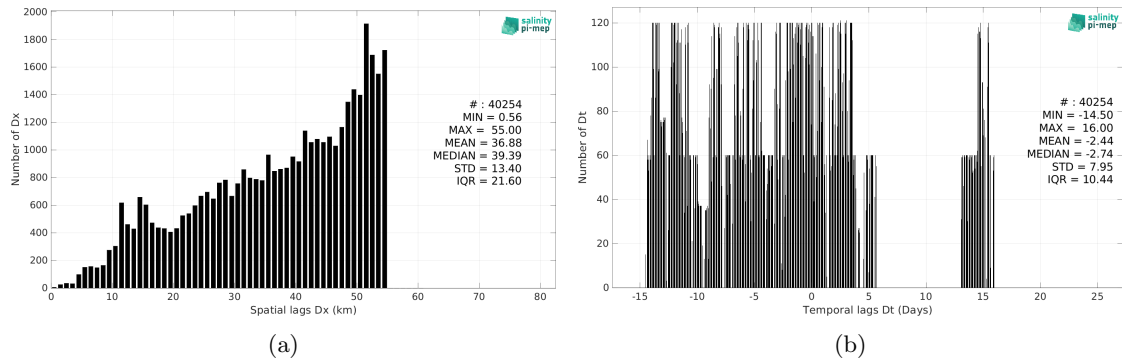 2000
1800
1600
1400
1200
1000
800
600
400
200
0
Number of Dx
salinity
pi-mep
# : 40254
MIN = 0.56
MAX = 55.00
MEAN = 36.88
MEDIAN = 39.39
STD = 13.40
IQR = 21.60
0 10 20 30 40 50 60 70 80
Spatial lags Dx (km)
(a)
120
100
80
60
40
20
0
Number of Dt
salinity
pi-mep
# : 40254
MIN = -14.50
MAX = 16.00
MEAN = -2.44
MEDIAN = -2.74
STD = 7.95
IQR = 10.44
-15 -10 -5 0 5 10 15 20 25
Temporal lags Dt (Days)
(b)